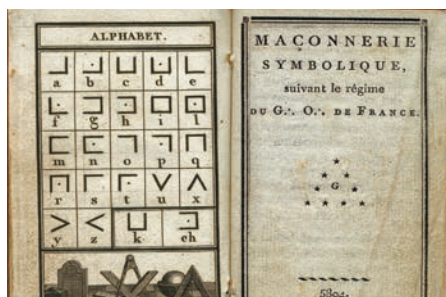 ALPHABET.
a b c d e
f g h i l
m n o p q
r s t u x
y z k ch
MAÇONNERIE
SYMBOLIQUE,
suivant le régime
DU G∴ O∴ DE FRANCE.
G